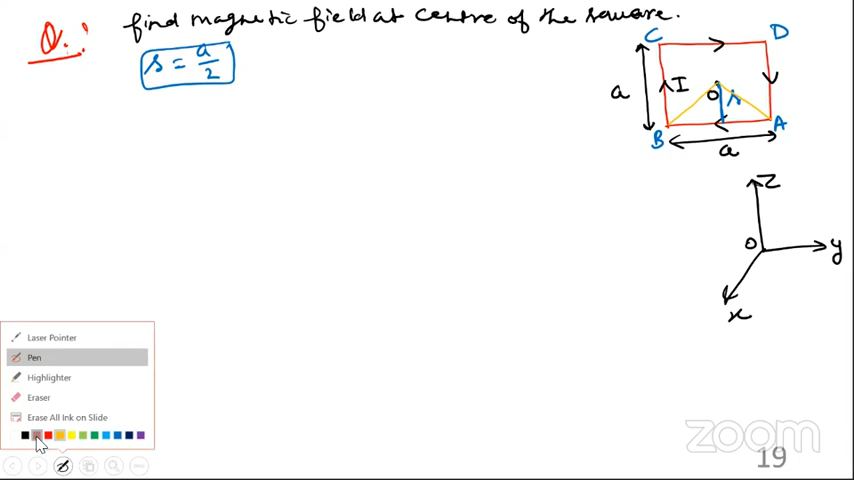 Q.: find magnetic field at centre of the square.
s = a/2
C D
a I O s
B A
a
z
O y
x
Laser Pointer
Pen
Highlighter
Eraser
Erase All Ink on Slide
zoom
19